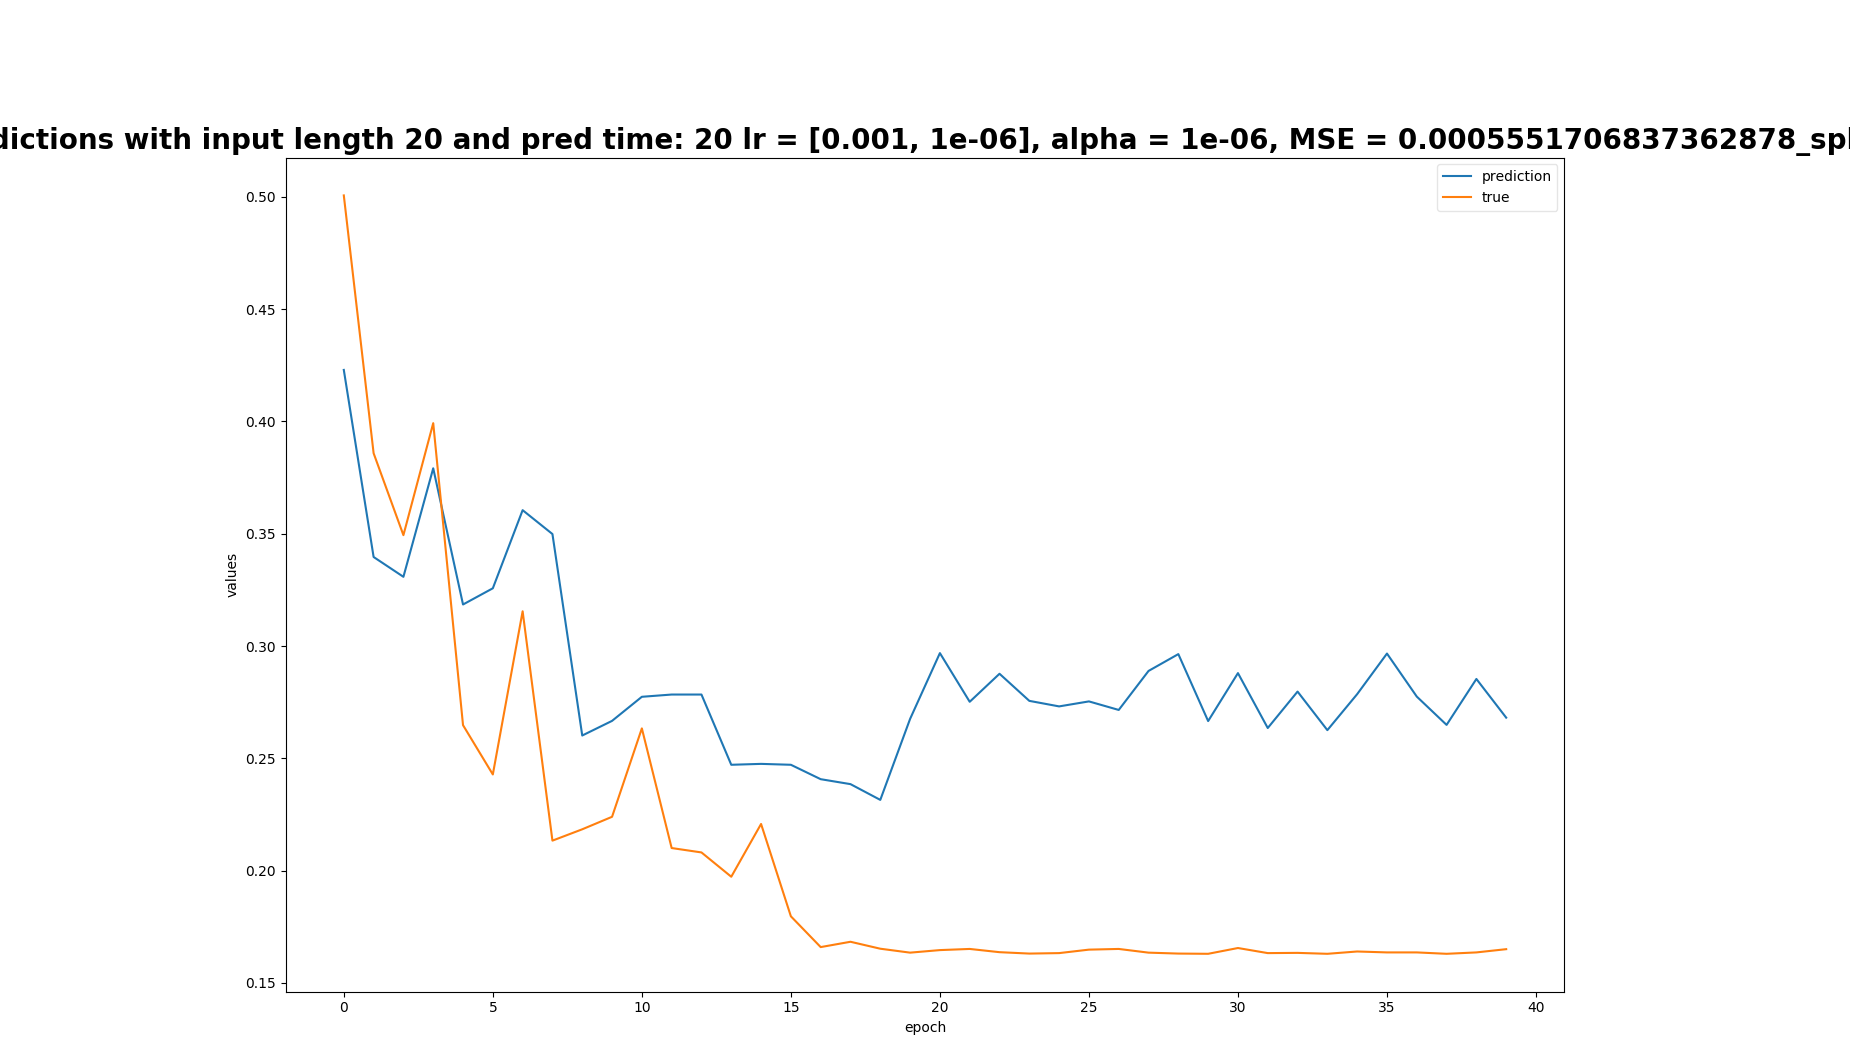 dictions with input length 20 and pred time: 20 lr = [0.001, 1e-06], alpha = 1e-06, MSE = 0.0005551706837362878_spl
prediction
true
0.50
0.45
0.40
0.35
0.30
0.25
0.20
0.15
values
0 5 10 15 20 25 30 35 40
epoch